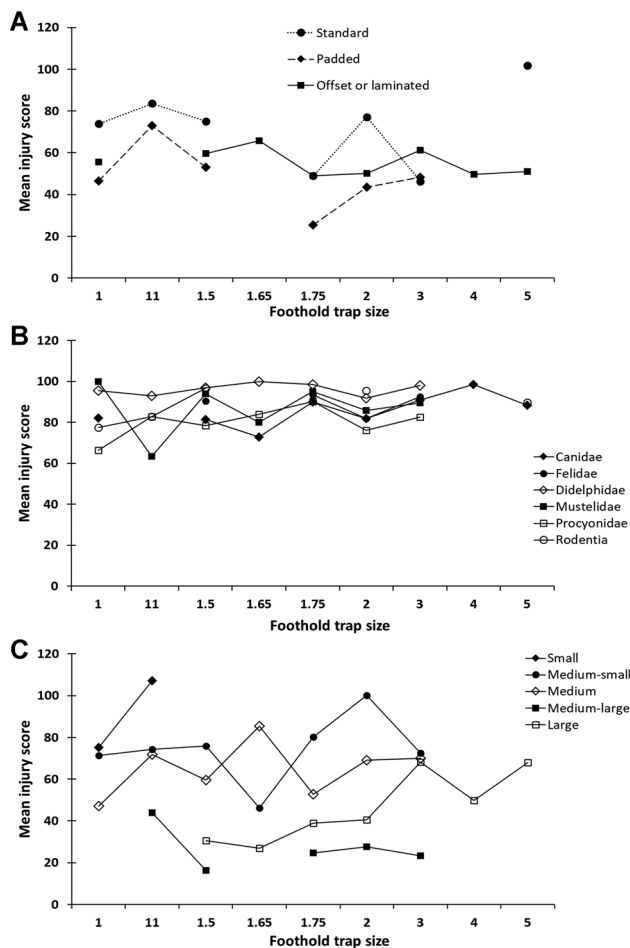 A
120
100
80
60
40
20
0
Mean injury score
Standard
Padded
Offset or laminated
1 11 1.5 1.65 1.75 2 3 4 5
Foothold trap size
B
120
100
80
60
40
20
0
Mean injury score
Canidae
Felidae
Didelphidae
Mustelidae
Procyonidae
Rodentia
1 11 1.5 1.65 1.75 2 3 4 5
Foothold trap size
C
120
100
80
60
40
20
0
Mean injury score
Small
Medium-small
Medium
Medium-large
Large
1 11 1.5 1.65 1.75 2 3 4 5
Foothold trap size